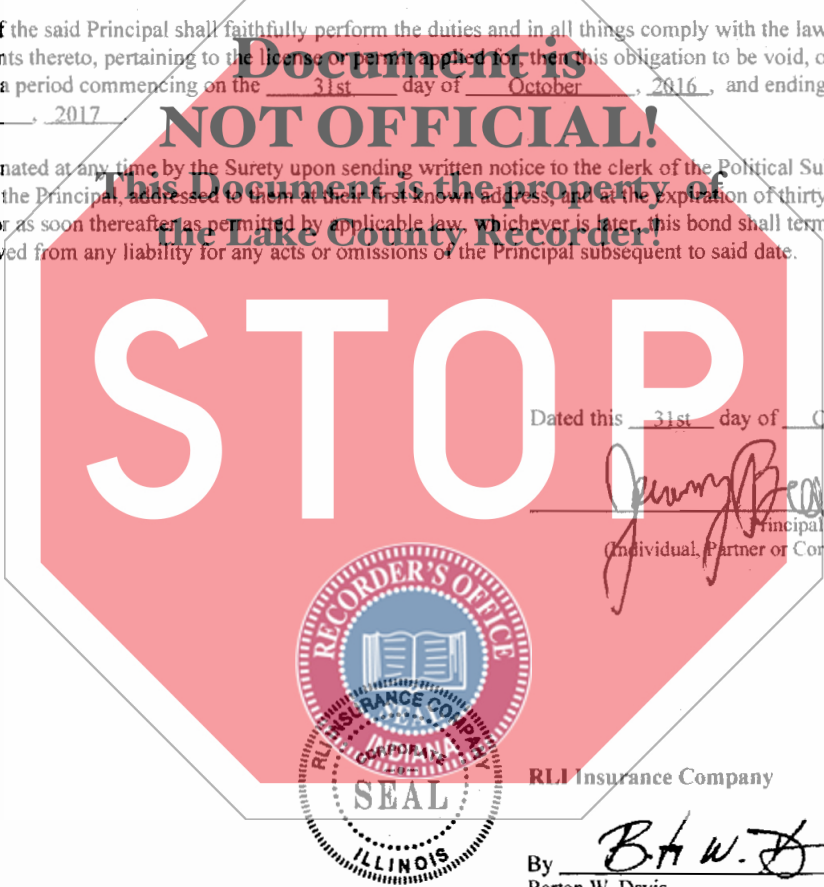 f the said Principal shall faithfully perform the duties and in all things comply with the law
nts thereto, pertaining to the license or permit applied for, then this obligation to be void, o
Document is
a period commencing on the 31st day of October, 2016, and ending
, 2017.
NOT OFFICIAL!
nated at any time by the Surety upon sending written notice to the clerk of the Political Su
This Document is the property of
the Principal, addressed to them at their first known address, and at the expiration of thirty
or as soon thereafter as permitted by applicable law, whichever is later, this bond shall term
the Lake County Recorder!
ved from any liability for any acts or omissions of the Principal subsequent to said date.
STOP
Dated this 31st day of O
Principal
(Individual, Partner or Cor
RECORDER'S OFFICE
SEAL
INDIANA
RLI INSURANCE COMPANY
CORPORATE
SEAL
ILLINOIS
RLI Insurance Company
By B.H W. D
Barton W. Davis